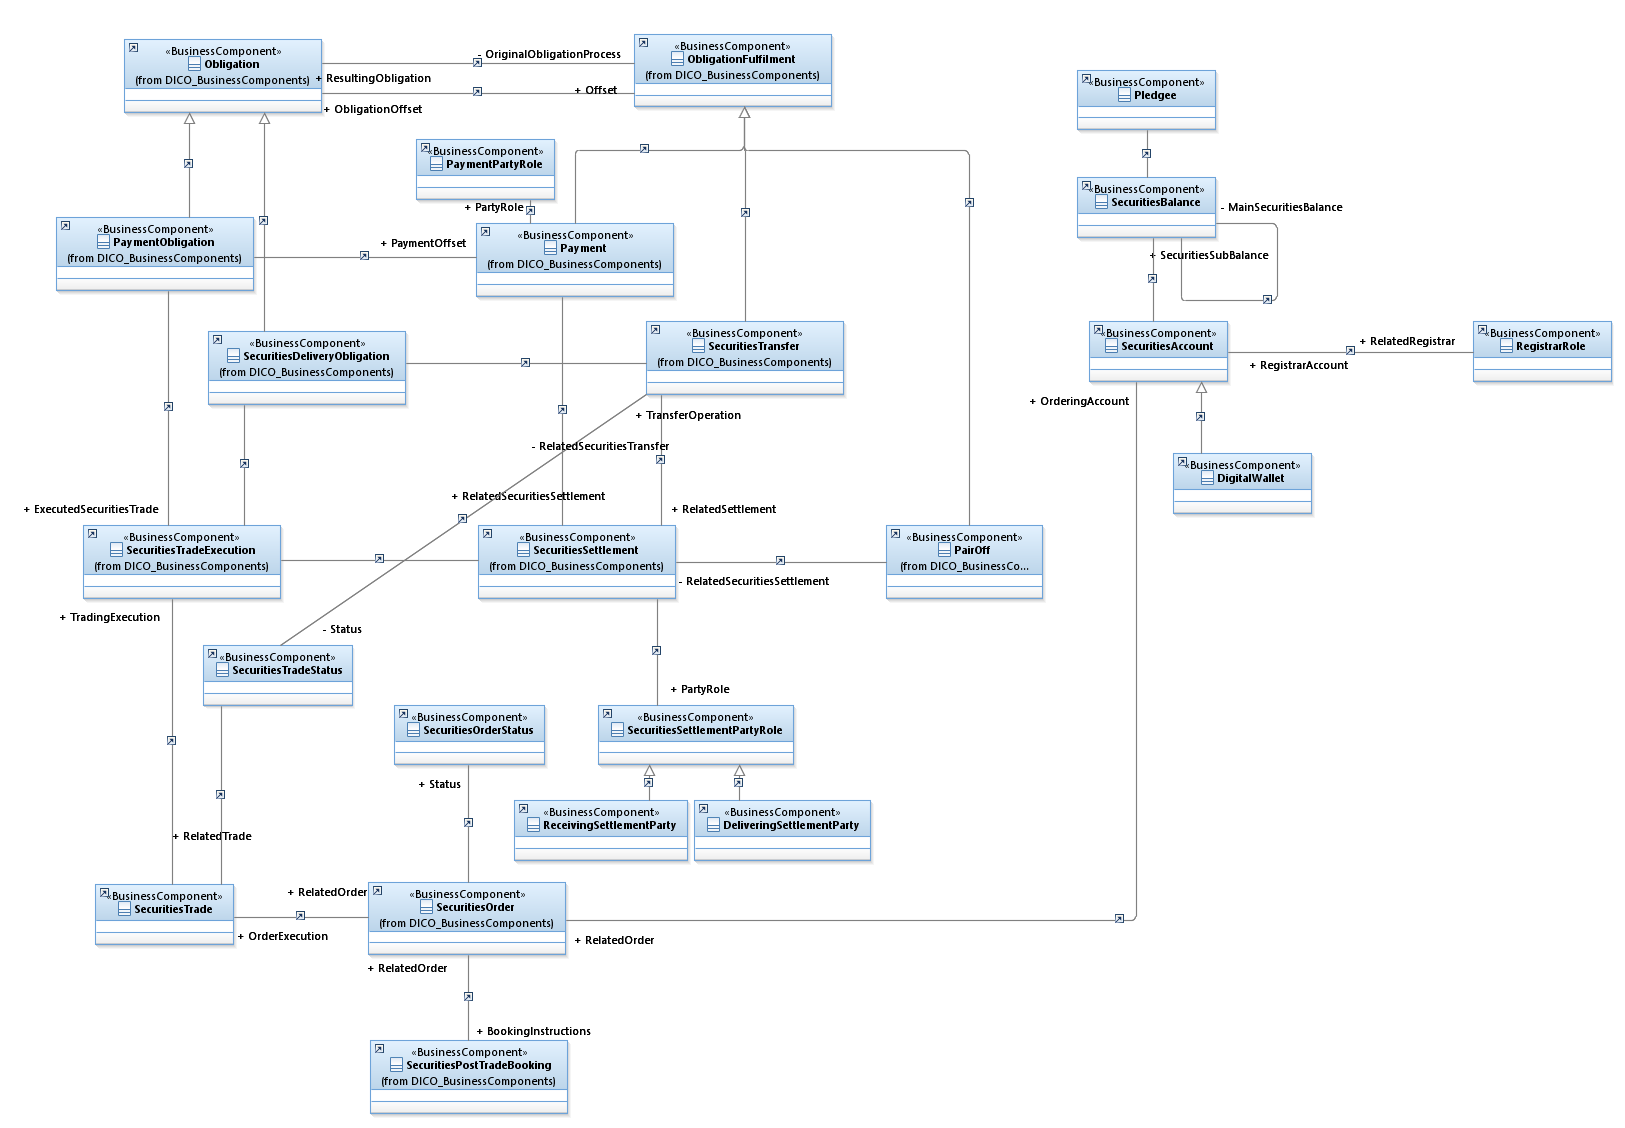 «BusinessComponent»
Obligation
(from DICO_BusinessComponents)
- OriginalObligationProcess
+ ResultingObligation
+ Offset
+ ObligationOffset
«BusinessComponent»
ObligationFulfilment
(from DICO_BusinessComponents)
«BusinessComponent»
Pledgee
«BusinessComponent»
PaymentPartyRole
+ PartyRole
«BusinessComponent»
SecuritiesBalance
- MainSecuritiesBalance
+ SecuritiesSubBalance
«BusinessComponent»
PaymentObligation
(from DICO_BusinessComponents)
+ PaymentOffset
«BusinessComponent»
Payment
(from DICO_BusinessComponents)
«BusinessComponent»
SecuritiesDeliveryObligation
(from DICO_BusinessComponents)
«BusinessComponent»
SecuritiesTransfer
(from DICO_BusinessComponents)
«BusinessComponent»
SecuritiesAccount
+ RelatedRegistrar
+ RegistrarAccount
«BusinessComponent»
RegistrarRole
+ OrderingAccount
+ TransferOperation
- RelatedSecuritiesTransfer
«BusinessComponent»
DigitalWallet
+ RelatedSecuritiesSettlement
+ ExecutedSecuritiesTrade
+ RelatedSettlement
«BusinessComponent»
SecuritiesTradeExecution
(from DICO_BusinessComponents)
«BusinessComponent»
SecuritiesSettlement
(from DICO_BusinessComponents)
«BusinessComponent»
PairOff
(from DICO_BusinessCo...
- RelatedSecuritiesSettlement
+ TradingExecution
- Status
«BusinessComponent»
SecuritiesTradeStatus
+ PartyRole
«BusinessComponent»
SecuritiesOrderStatus
«BusinessComponent»
SecuritiesSettlementPartyRole
+ Status
«BusinessComponent»
ReceivingSettlementParty
«BusinessComponent»
DeliveringSettlementParty
+ RelatedTrade
«BusinessComponent»
SecuritiesTrade
+ RelatedOrder
+ OrderExecution
«BusinessComponent»
SecuritiesOrder
(from DICO_BusinessComponents)
+ RelatedOrder
+ RelatedOrder
+ BookingInstructions
«BusinessComponent»
SecuritiesPostTradeBooking
(from DICO_BusinessComponents)